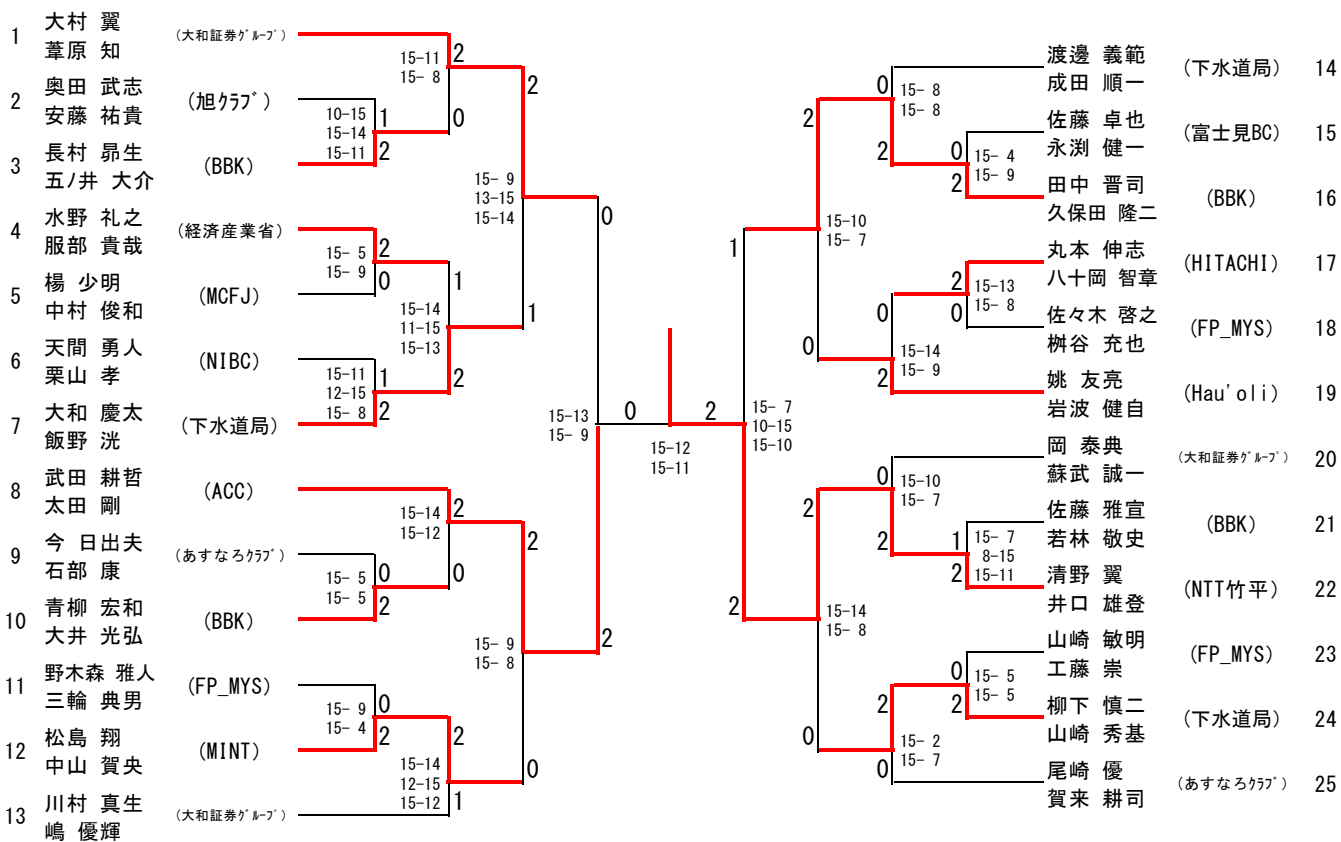 1 大村 翼
葦原 知
(大和証券ｸﾞﾙｰﾌﾟ)
2 奥田 武志
安藤 祐貴
(旭ｸﾗﾌﾞ)
3 長村 昴生
五ﾉ井 大介
(BBK)
4 水野 礼之
服部 貴哉
(経済産業省)
5 楊 少明
中村 俊和
(MCFJ)
6 天間 勇人
栗山 孝
(NIBC)
7 大和 慶太
飯野 洸
(下水道局)
8 武田 耕哲
太田 剛
(ACC)
9 今 日出夫
石部 康
(あすなろｸﾗﾌﾞ)
10 青柳 宏和
大井 光弘
(BBK)
11 野木森 雅人
三輪 典男
(FP_MYS)
12 松島 翔
中山 賀央
(MINT)
13 川村 真生
嶋 優輝
(大和証券ｸﾞﾙｰﾌﾟ)
10-15
15-14
15-11
1
2
15- 5
15- 9
2
0
15-11
12-15
15- 8
1
2
15- 5
15- 5
0
2
15- 9
15- 4
0
2
15-11
15- 8
2
0
15-14
11-15
15-13
1
2
15-14
15-12
2
0
15-14
12-15
15-12
2
1
15- 9
13-15
15-14
2
1
15- 9
15- 8
2
0
15-13
15- 9
0
2
0
2
15-12
15-11
15- 7
10-15
15-10
1
2
15-10
15- 7
2
0
15-14
15- 8
2
0
15- 8
15- 8
0
2
15-14
15- 9
0
2
15-10
15- 7
0
2
15- 2
15- 7
2
0
15- 4
15- 9
0
2
15-13
15- 8
2
0
15- 7
8-15
15-11
1
2
15- 5
15- 5
0
2
渡邊 義範
成田 順一
(下水道局) 14
佐藤 卓也
永渕 健一
(富士見BC) 15
田中 晋司
久保田 隆二
(BBK) 16
丸本 伸志
八十岡 智章
(HITACHI) 17
佐々木 啓之
桝谷 充也
(FP_MYS) 18
姚 友亮
岩波 健自
(Hau'oli) 19
岡 泰典
蘇武 誠一
(大和証券ｸﾞﾙｰﾌﾟ) 20
佐藤 雅宣
若林 敬史
(BBK) 21
清野 翼
井口 雄登
(NTT竹平) 22
山崎 敏明
工藤 崇
(FP_MYS) 23
柳下 慎二
山崎 秀基
(下水道局) 24
尾崎 優
賀来 耕司
(あすなろｸﾗﾌﾞ) 25